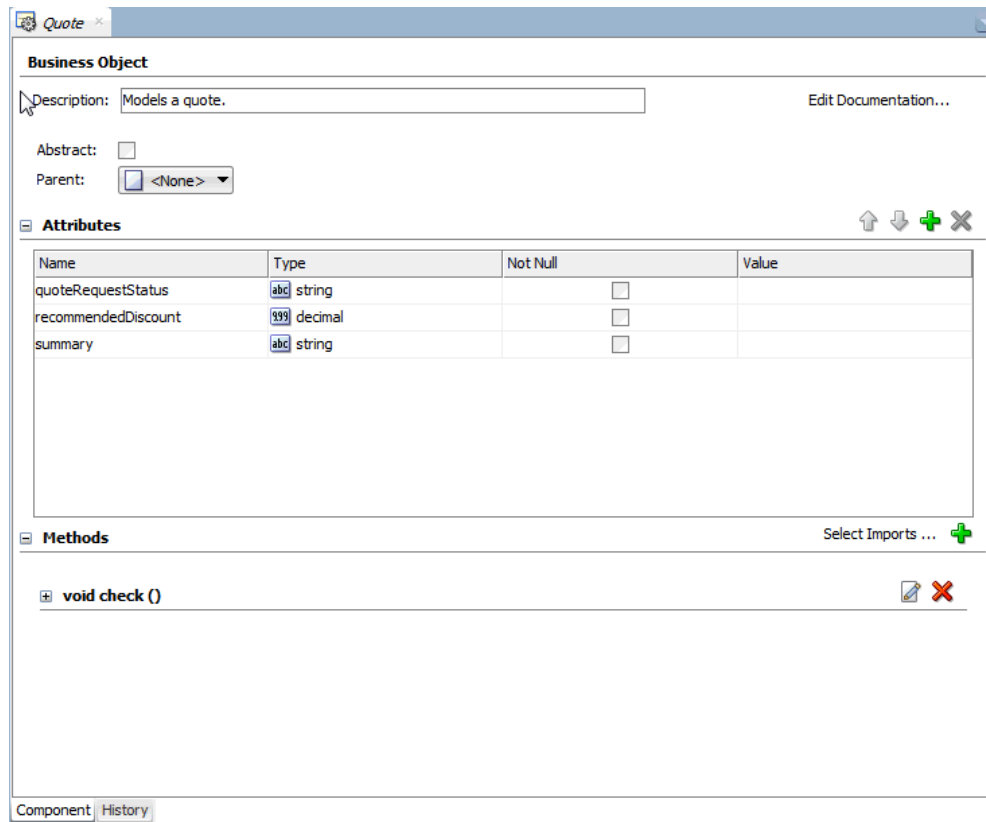 Quote
Business Object
Description: Models a quote. Edit Documentation...
Abstract:
Parent: <None>
Attributes
Name Type Not Null Value
quoteRequestStatus abc string
recommendedDiscount 999 decimal
summary abc string
Methods Select Imports ...
void check ()
Component History